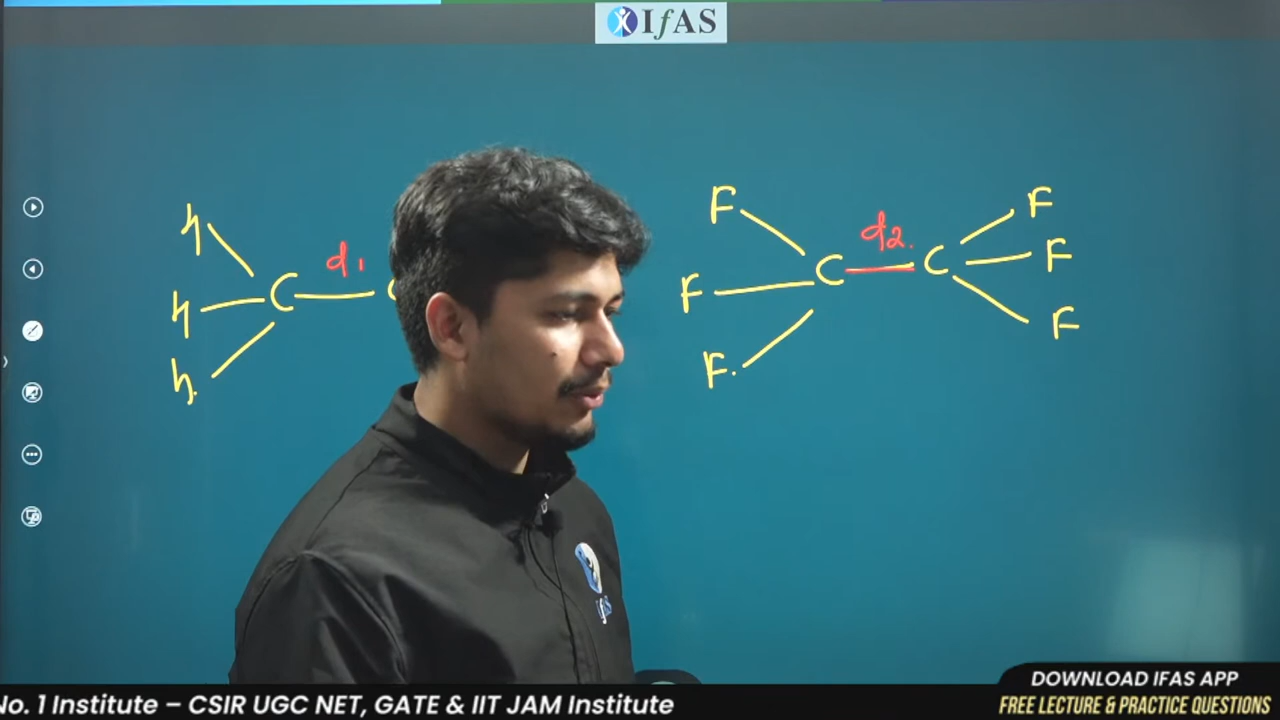 IfAS
F
F
H
d₁
d₂.
F
C
C
C
F
H
F
H.
F.
ifAS
No. 1 Institute – CSIR UGC NET, GATE & IIT JAM Institute
DOWNLOAD IFAS APP
FREE LECTURE & PRACTICE QUESTIONS